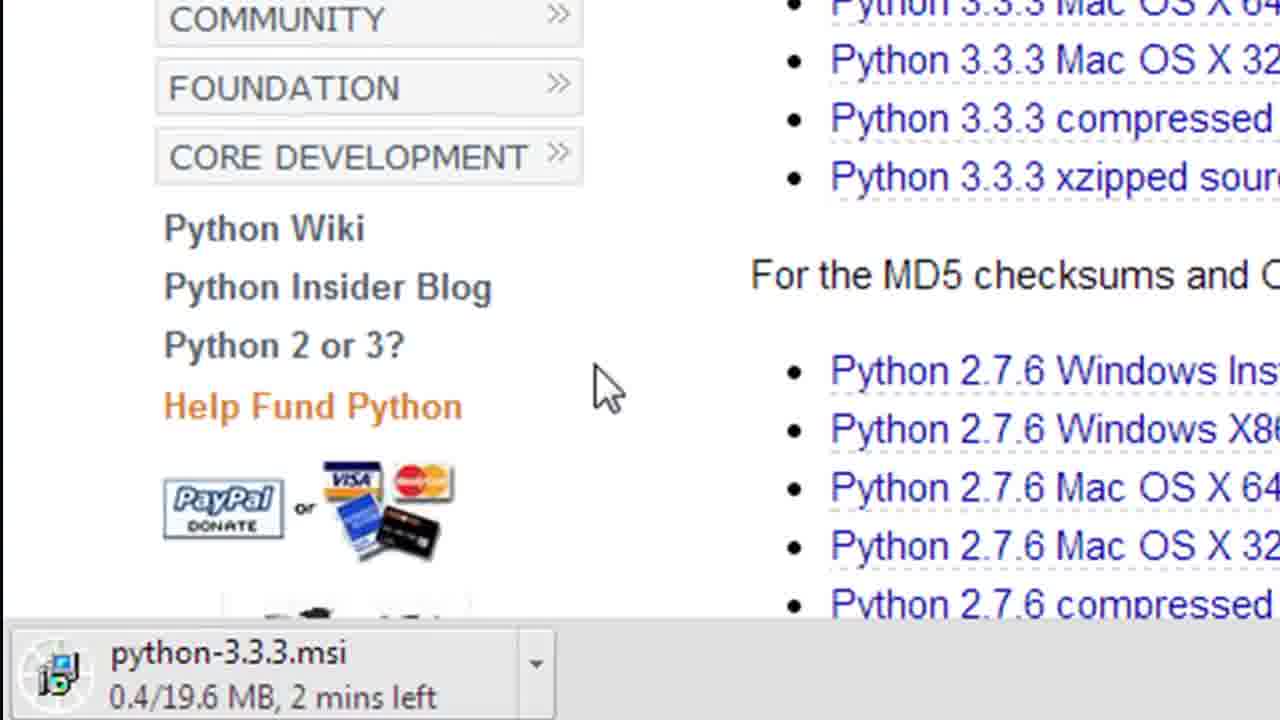 COMMUNITY
FOUNDATION
CORE DEVELOPMENT
Python Wiki
Python Insider Blog
Python 2 or 3?
Help Fund Python
PayPal
DONATE
or
VISA
Python 3.3.3 Mac OS X 64
Python 3.3.3 Mac OS X 32
Python 3.3.3 compressed
Python 3.3.3 xzipped sour
For the MD5 checksums and
Python 2.7.6 Windows Inst
Python 2.7.6 Windows X86
Python 2.7.6 Mac OS X 64
Python 2.7.6 Mac OS X 32
Python 2.7.6 compressed
python-3.3.3.msi
0.4/19.6 MB, 2 mins left